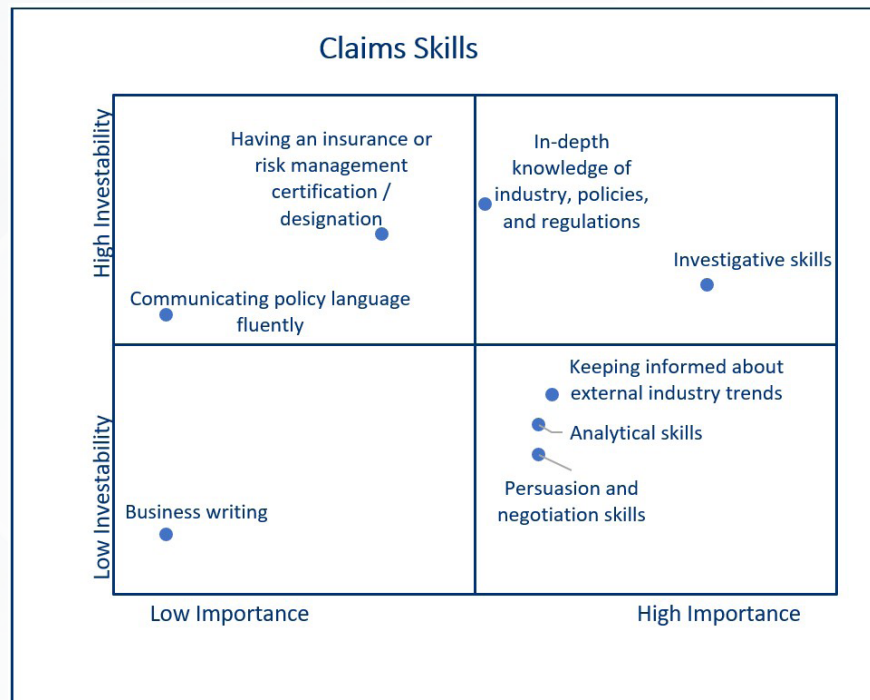 Claims Skills
High Investability
Low Investability
Having an insurance or
risk management
certification /
designation
In-depth
knowledge of
industry, policies,
and regulations
Investigative skills
Communicating policy language
fluently
Keeping informed about
external industry trends
Analytical skills
Persuasion and
negotiation skills
Business writing
Low Importance
High Importance